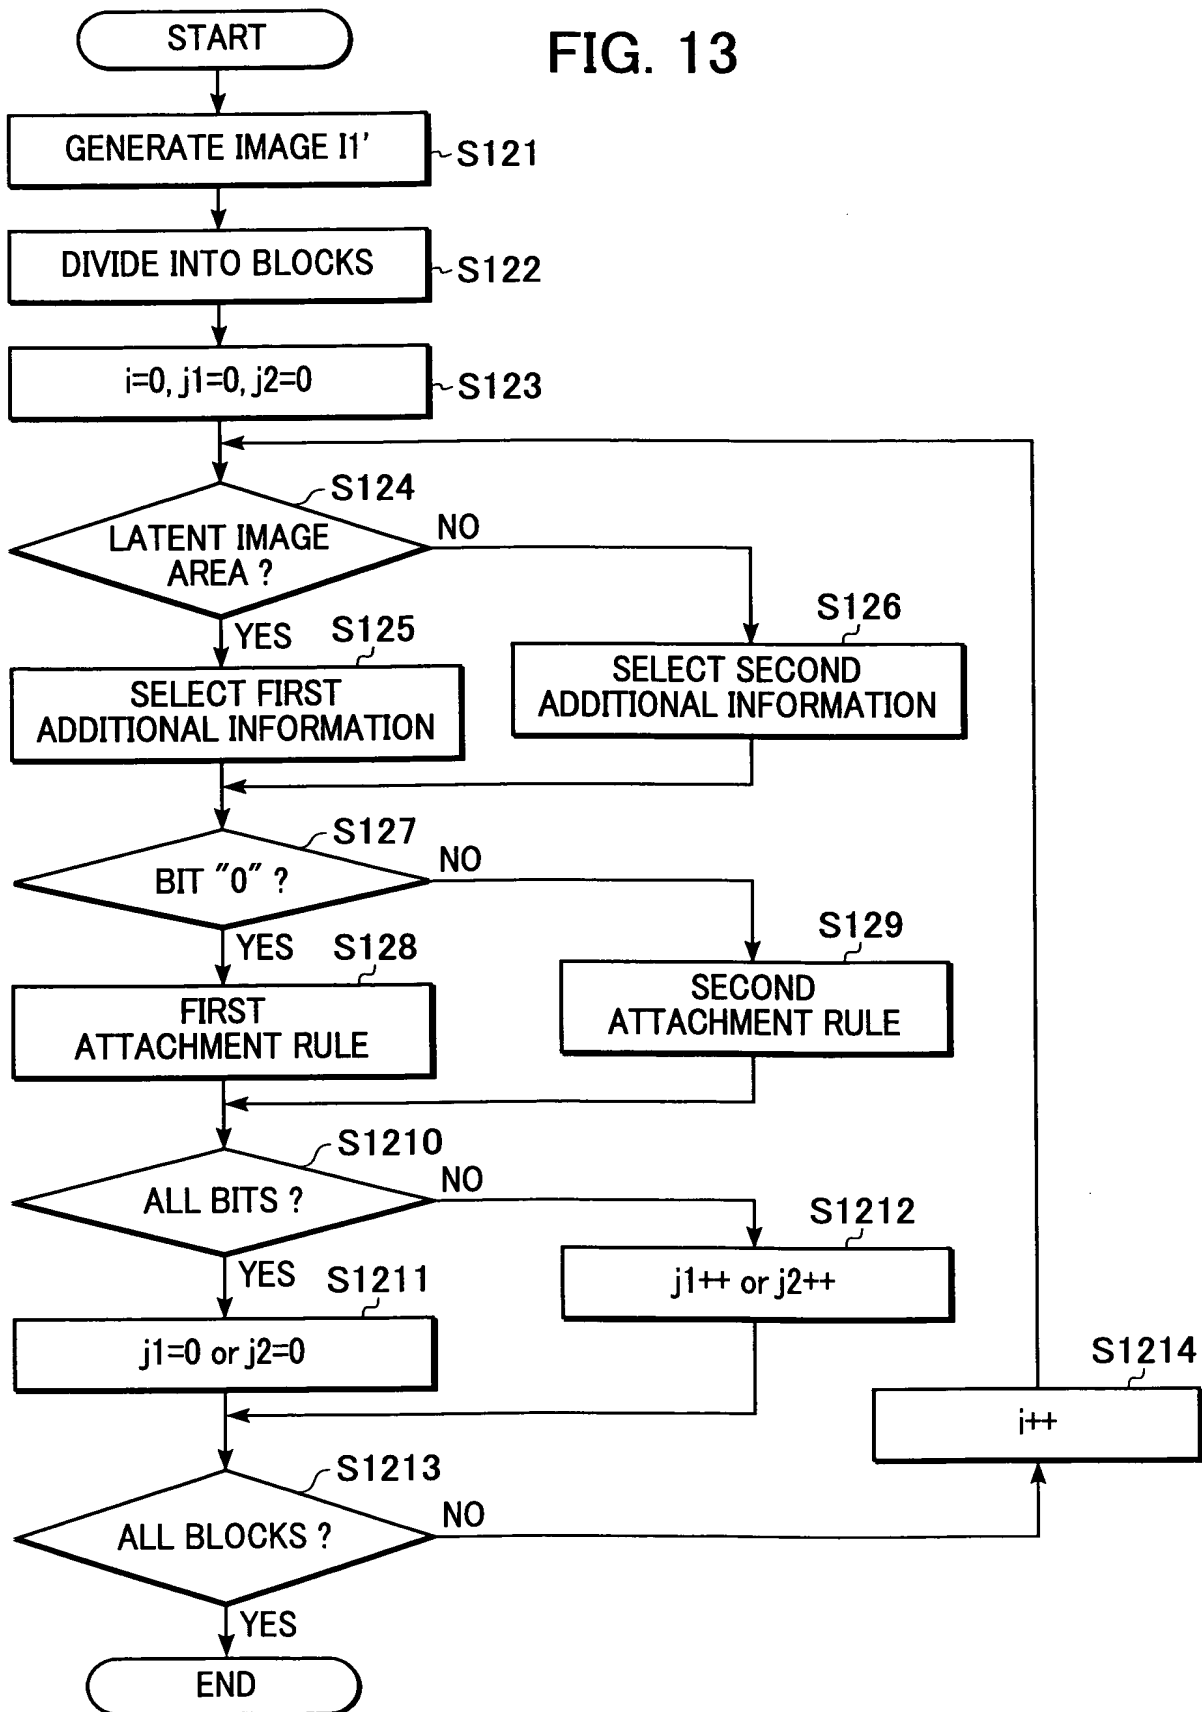 START
FIG. 13
GENERATE IMAGE I1'
S121
DIVIDE INTO BLOCKS
S122
i=0, j1=0, j2=0
S123
S124
LATENT IMAGE
AREA ?
NO
YES
S125
S126
SELECT FIRST
ADDITIONAL INFORMATION
SELECT SECOND
ADDITIONAL INFORMATION
S127
BIT "0" ?
NO
YES
S128
S129
FIRST
ATTACHMENT RULE
SECOND
ATTACHMENT RULE
S1210
ALL BITS ?
NO
YES
S1211
S1212
j1=0 or j2=0
j1++ or j2++
S1214
i++
S1213
ALL BLOCKS ?
NO
YES
END